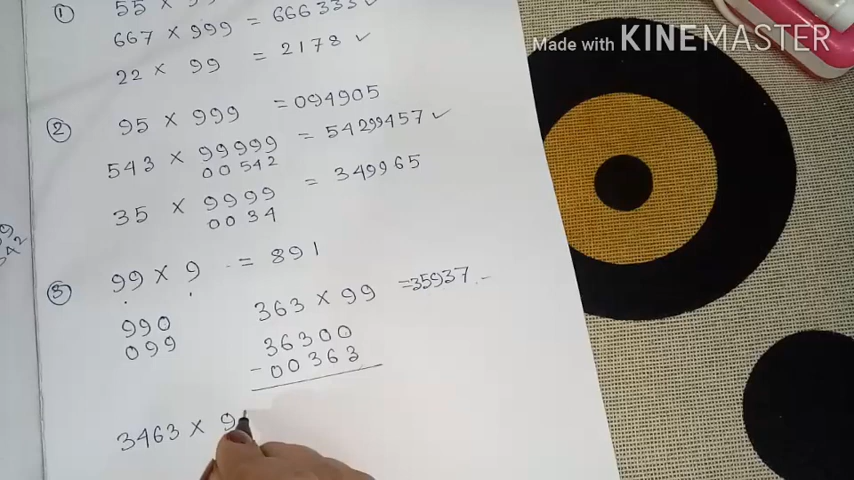 Made with KINEMASTER
① 55 ×
667 × 999 = 666333 ✓
22 × 99 = 2178 ✓
② 95 × 999 = 094905
543 × 99999 = 54299457 ✓
00542
35 × 9999 = 349965
0034
③ 99 × 9 = 891
990
099
363 × 99 = 35937
36300
- 00363
3463 × 9